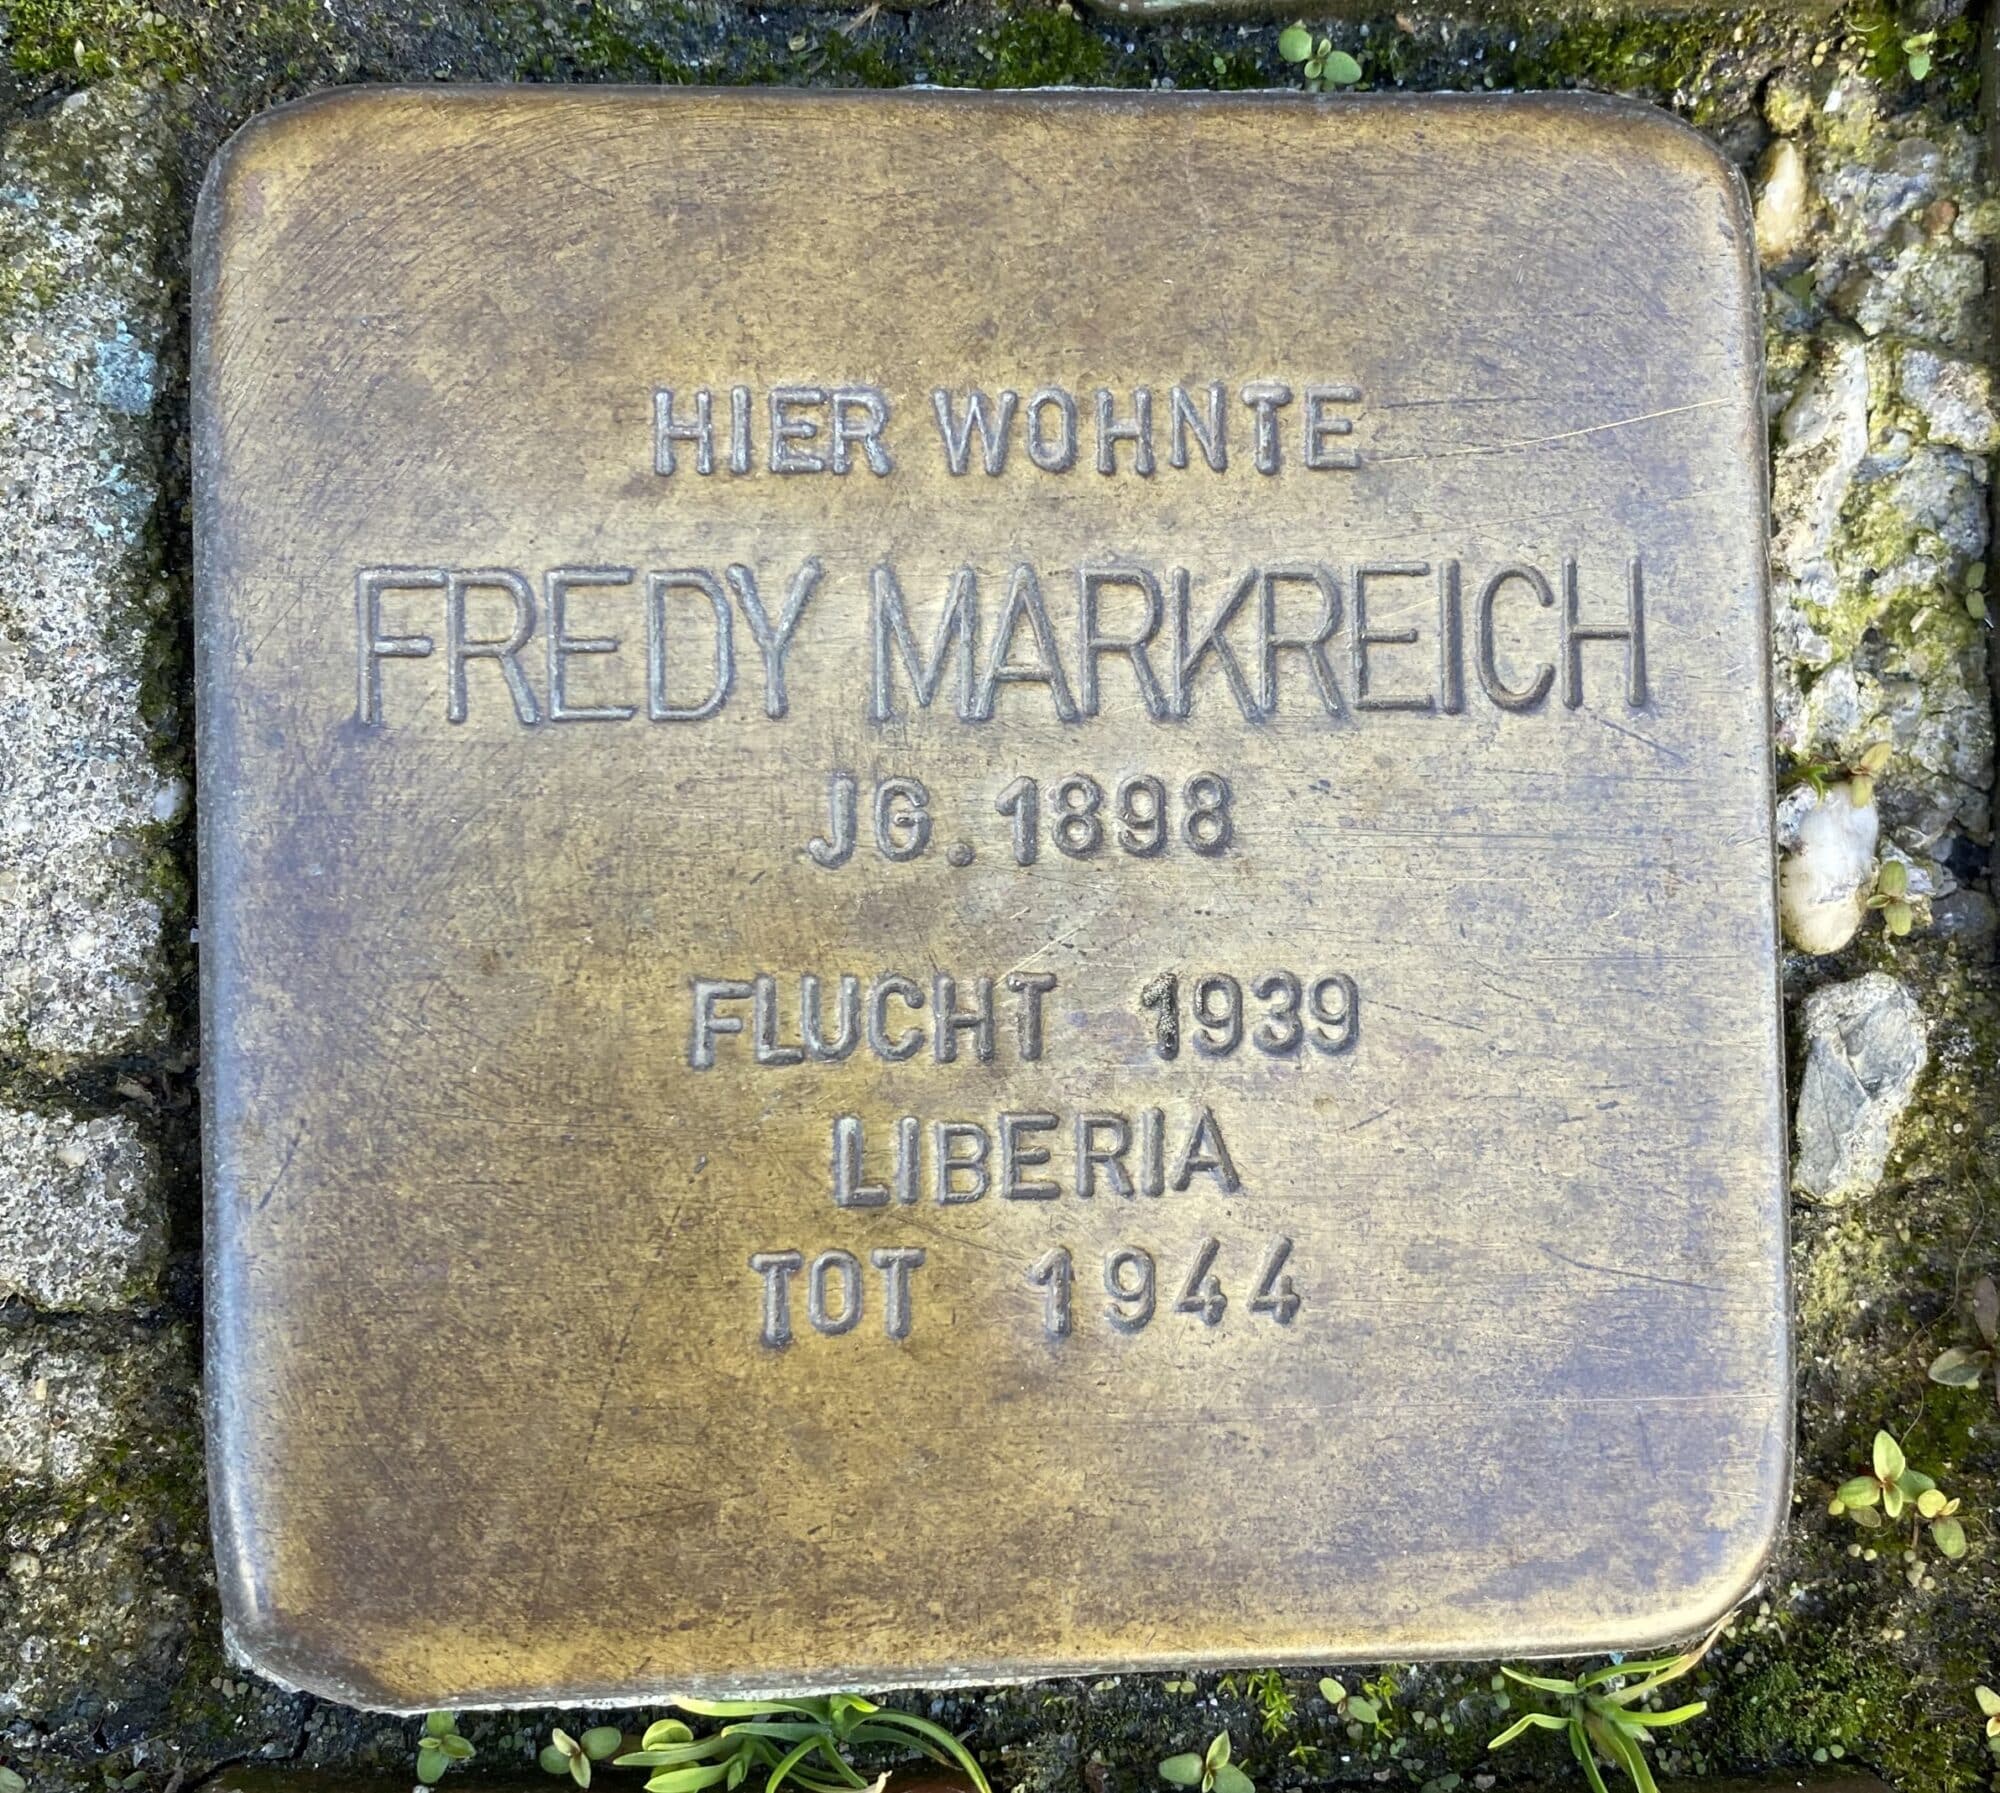 HIER WOHNTE
FREDY MARKREICH
JG. 1898
FLUCHT 1939
LIBERIA
TOT 1944